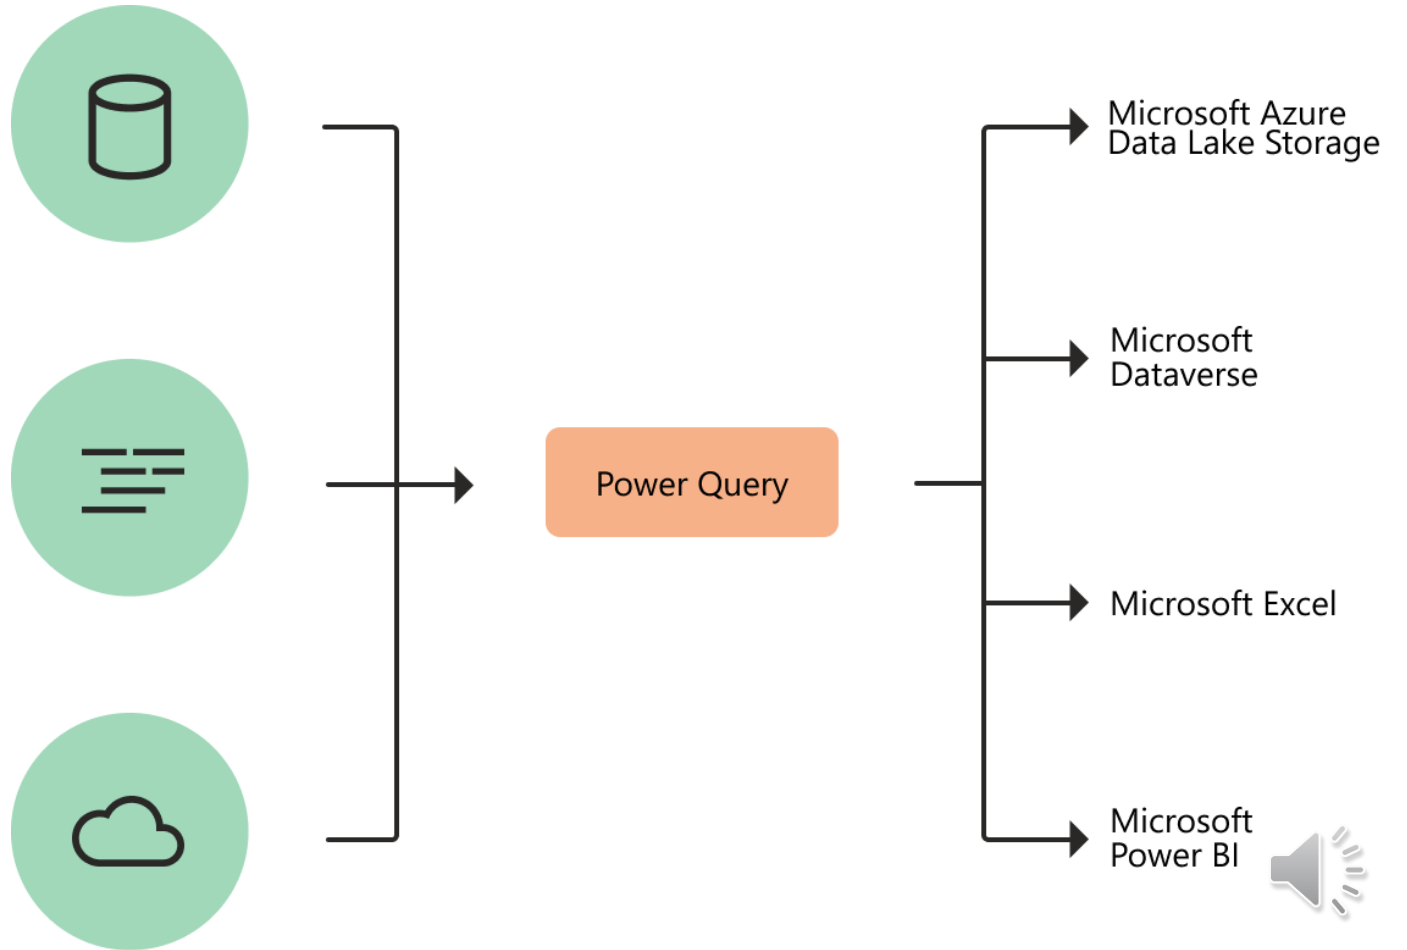 Microsoft Azure
Data Lake Storage
Microsoft
Dataverse
Power Query
Microsoft Excel
Microsoft
Power BI